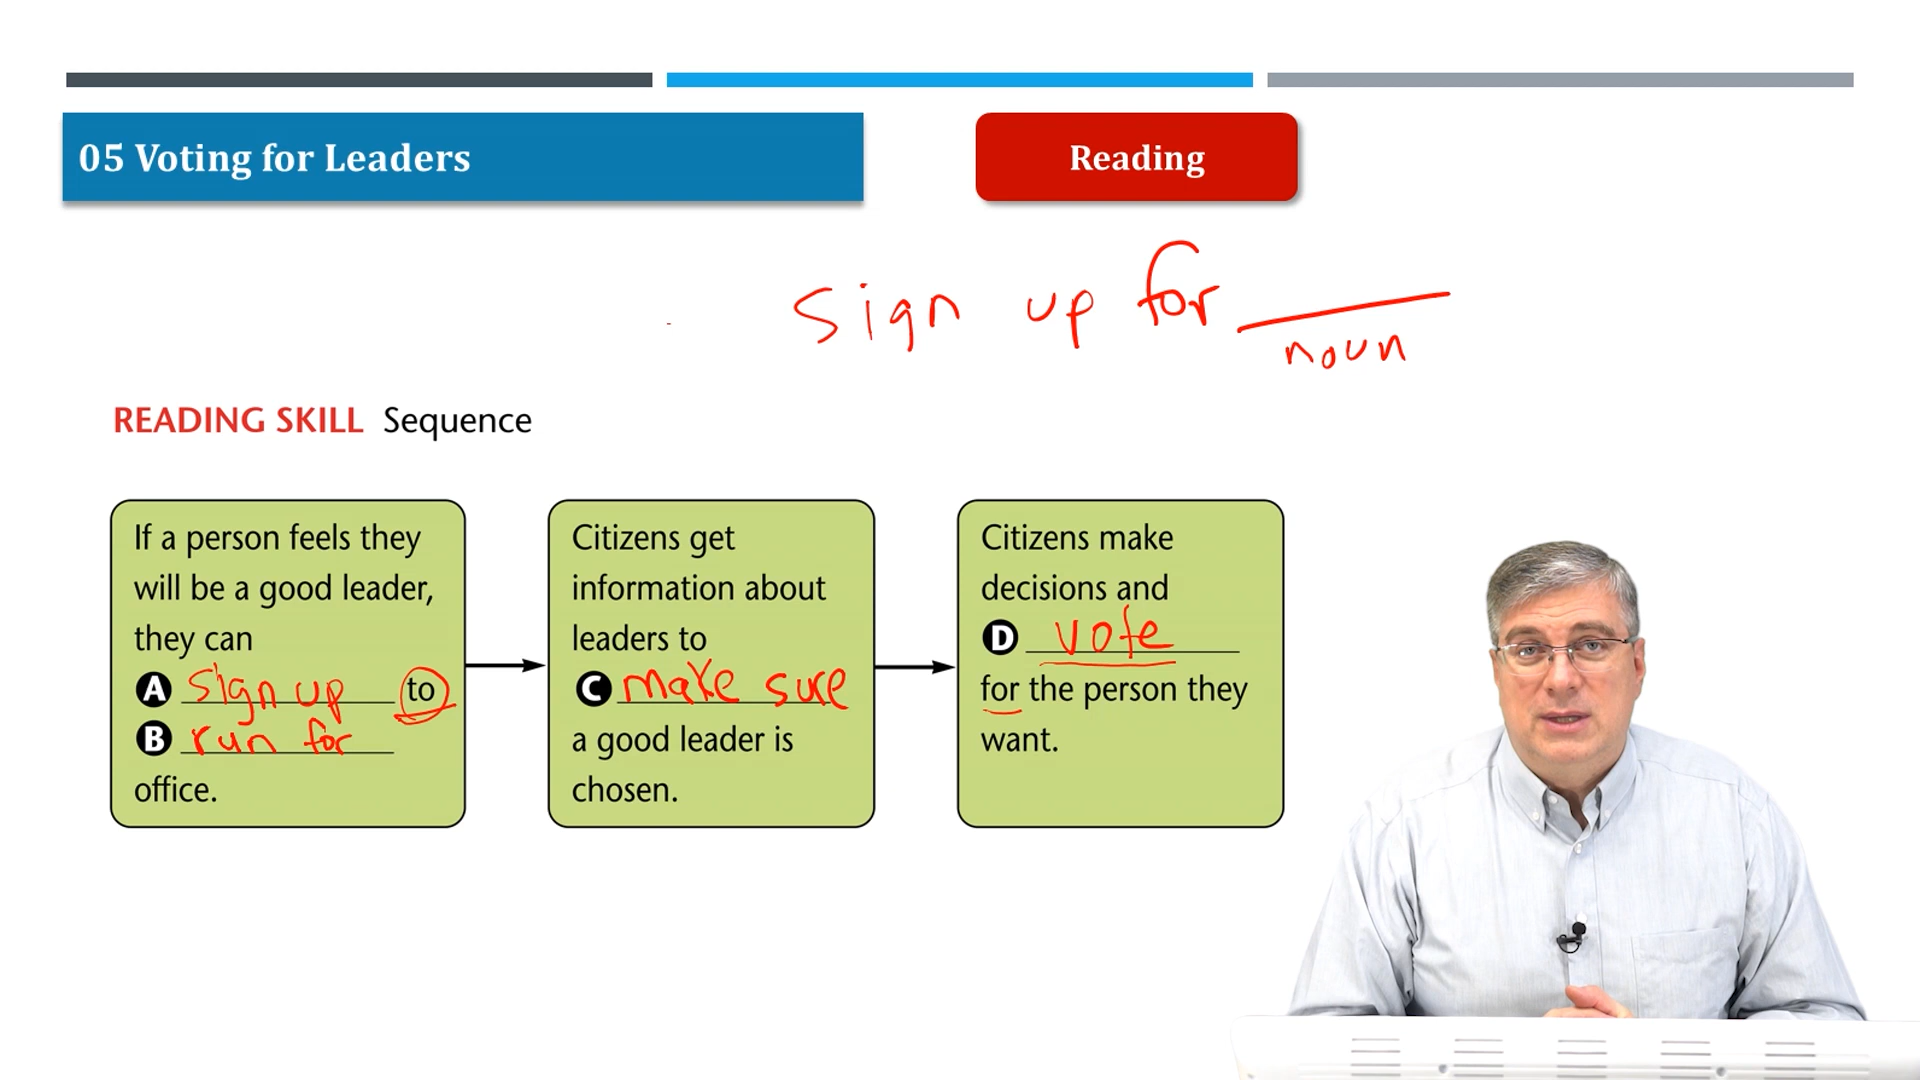 05 Voting for Leaders
Reading
sign up for
noun
READING SKILL Sequence
If a person feels they
will be a good leader,
they can
A sign up to
B run for
office.
Citizens get
information about
leaders to
C make sure
a good leader is
chosen.
Citizens make
decisions and
D vote
for the person they
want.